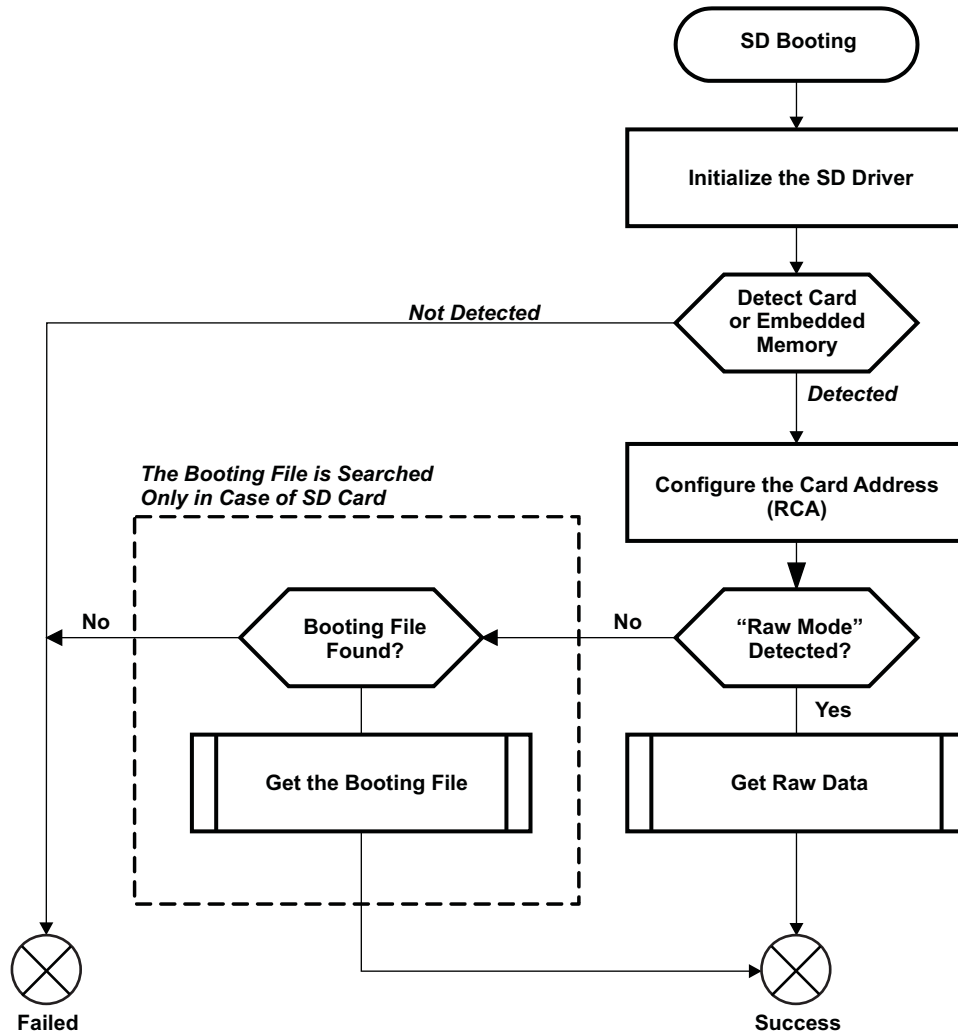 SD Booting
Initialize the SD Driver
Detect Card
or Embedded
Memory
Not Detected
Detected
Configure the Card Address
(RCA)
The Booting File is Searched
Only in Case of SD Card
“Raw Mode”
Detected?
No
Booting File
Found?
No
Yes
Get the Booting File
Get Raw Data
Failed
Success